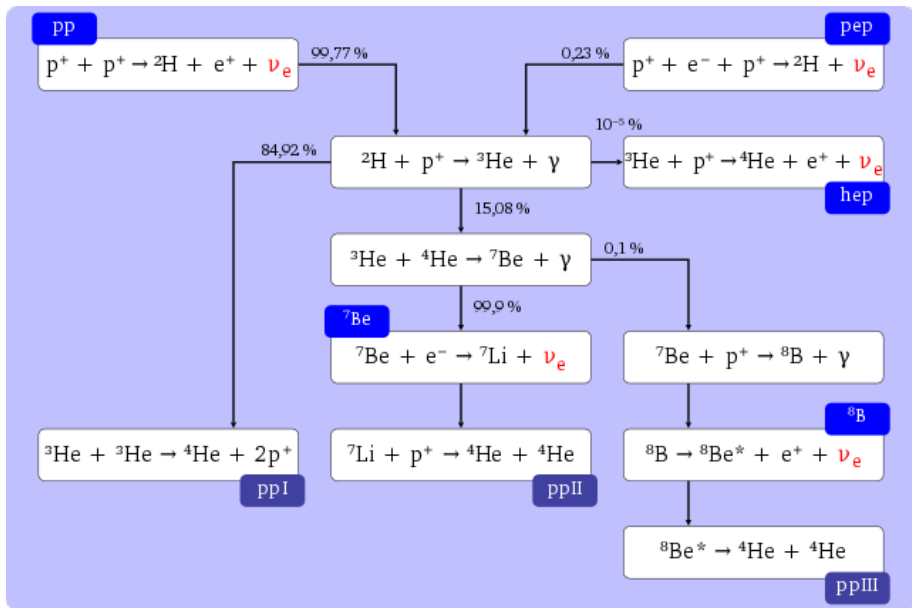 pp
pep
p⁺ + p⁺ → ²H + e⁺ + νₑ
99,77 %
0,23 %
p⁺ + e⁻ + p⁺ → ²H + νₑ
84,92 %
²H + p⁺ → ³He + γ
10⁻⁵ %
³He + p⁺ → ⁴He + e⁺ + νₑ
hep
15,08 %
³He + ⁴He → ⁷Be + γ
0,1 %
99,9 %
⁷Be
⁷Be + e⁻ → ⁷Li + νₑ
⁷Be + p⁺ → ⁸B + γ
⁸B
³He + ³He → ⁴He + 2p⁺
ppI
⁷Li + p⁺ → ⁴He + ⁴He
ppII
⁸B → ⁸Be* + e⁺ + νₑ
⁸Be* → ⁴He + ⁴He
ppIII